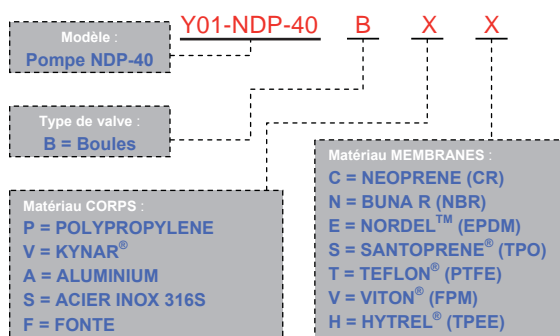 Y01-NDP-40 B X X
Modèle :
Pompe NDP-40
Type de valve :
B = Boules
Matériau CORPS :
P = POLYPROPYLENE
V = KYNAR®
A = ALUMINIUM
S = ACIER INOX 316S
F = FONTE
Matériau MEMBRANES :
C = NEOPRENE (CR)
N = BUNA R (NBR)
E = NORDEL™ (EPDM)
S = SANTOPRENE® (TPO)
T = TEFLON® (PTFE)
V = VITON® (FPM)
H = HYTREL® (TPEE)